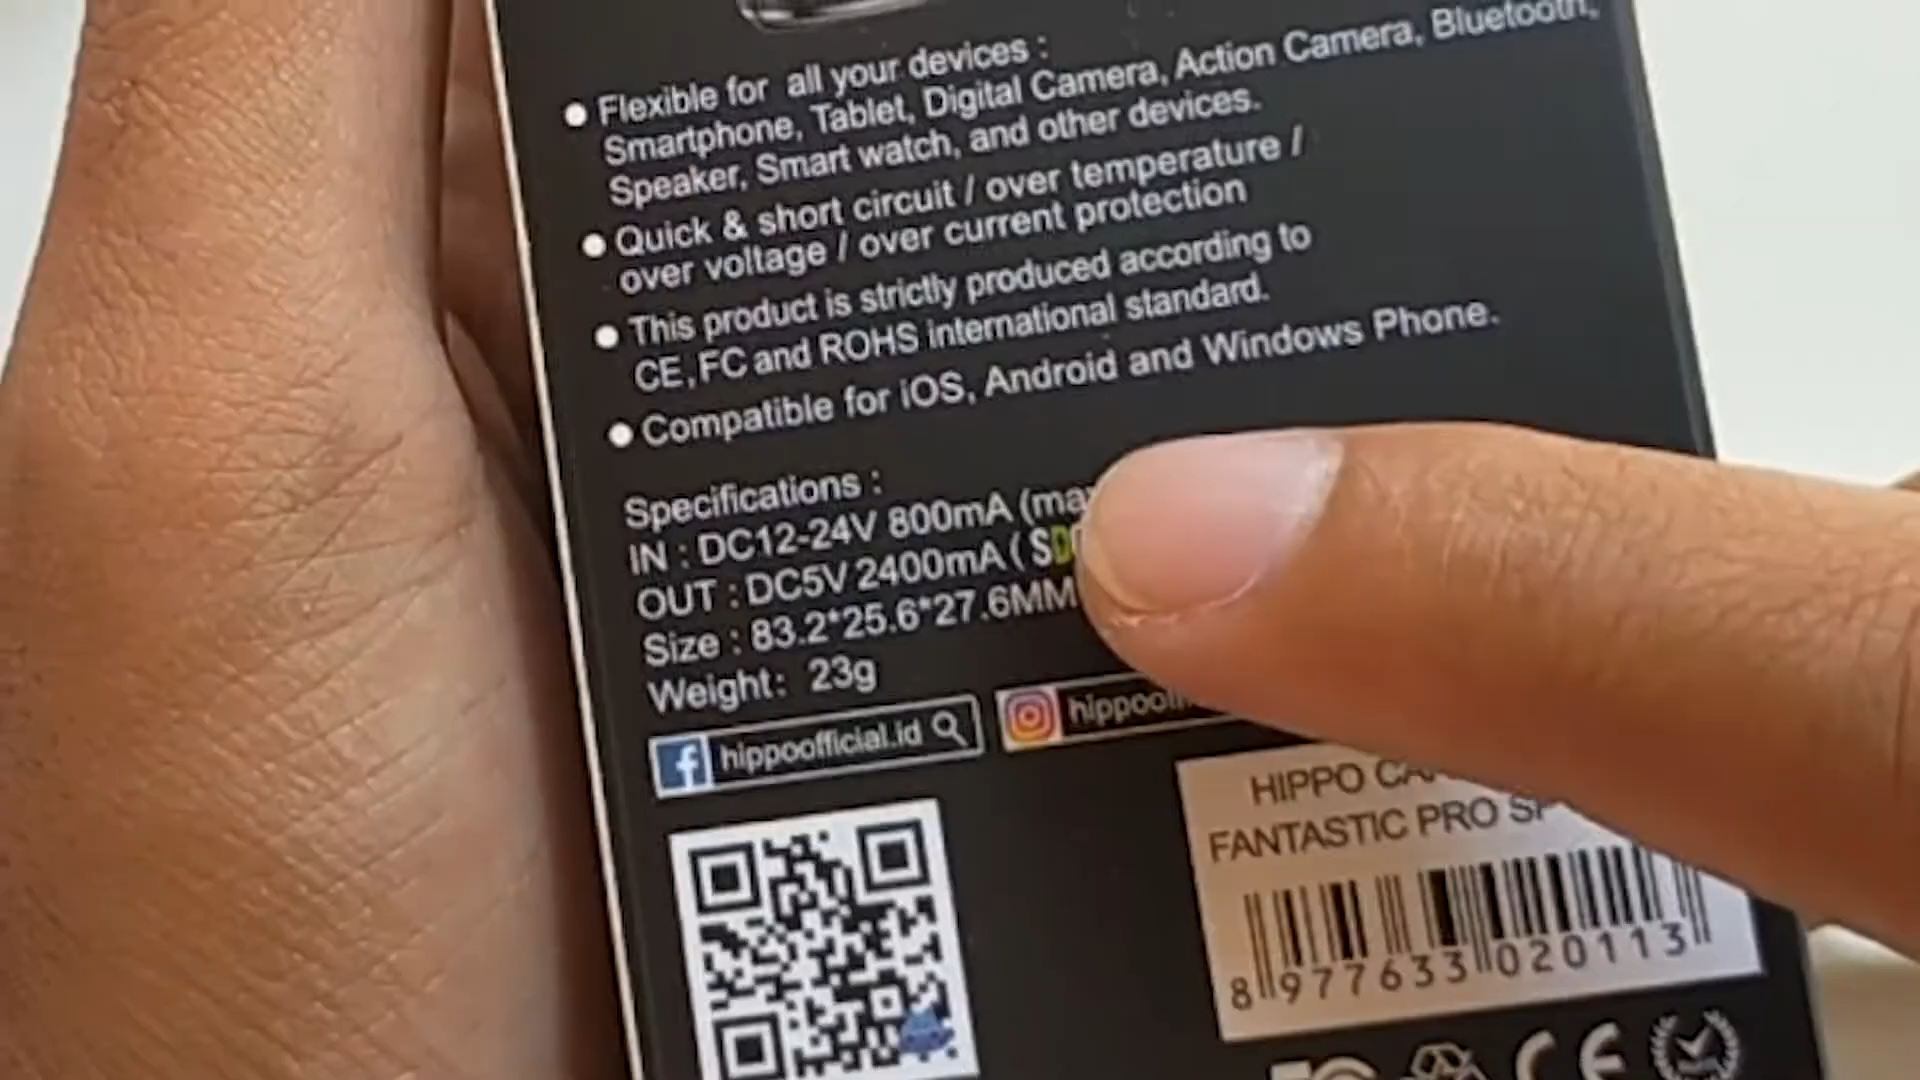 ● Flexible for all your devices :
Smartphone, Tablet, Digital Camera, Action Camera, Bluetooth,
Speaker, Smart watch, and other devices.
● Quick & short circuit / over temperature /
over voltage / over current protection
● This product is strictly produced according to
CE, FC and ROHS international standard.
● Compatible for iOS, Android and Windows Phone.
Specifications :
IN : DC12-24V 800mA (ma
OUT : DC5V 2400mA ( SD
Size : 83.2*25.6*27.6MM
Weight: 23g
hippoofficial.id
HIPPO
FANTASTIC PRO
8 977633 020113
CE